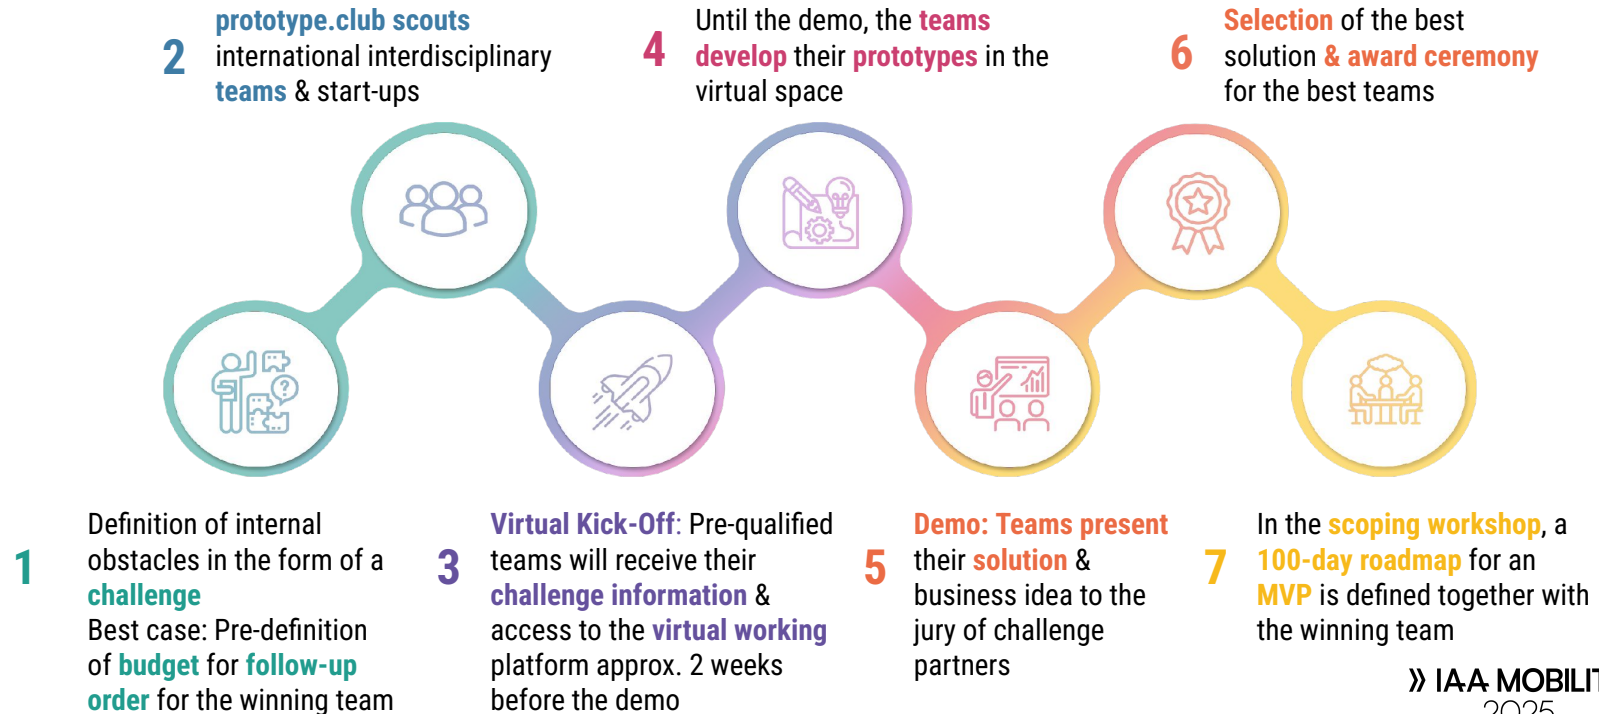 1
Definition of internal
obstacles in the form of a
challenge
Best case: Pre-definition
of budget for follow-up
order for the winning team
2
prototype.club scouts
international interdisciplinary
teams & start-ups
3
Virtual Kick-Off: Pre-qualified
teams will receive their
challenge information &
access to the virtual working
platform approx. 2 weeks
before the demo
4
Until the demo, the teams
develop their prototypes in the
virtual space
5
Demo: Teams present
their solution &
business idea to the
jury of challenge
partners
6
Selection of the best
solution & award ceremony
for the best teams
7
In the scoping workshop, a
100-day roadmap for an
MVP is defined together with
the winning team
» IAA MOBILIT
2025